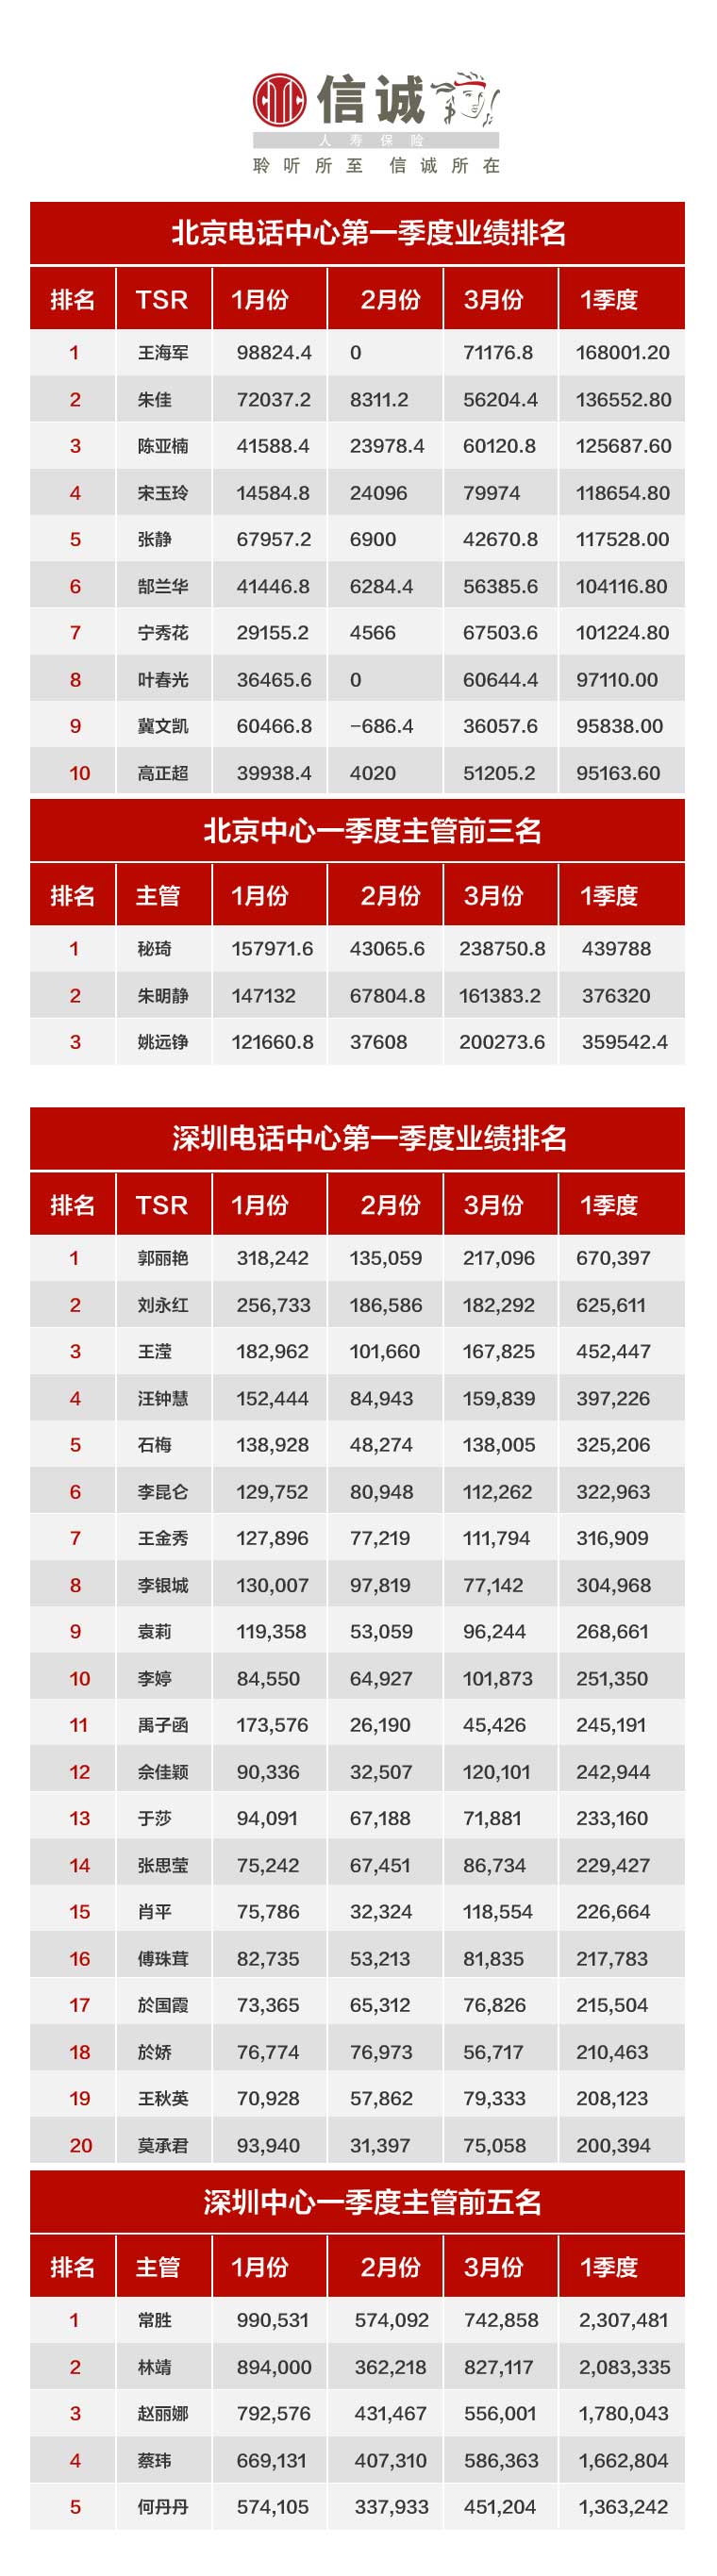 信诚
人寿保险
聆听所至 信诚所在
北京电话中心第一季度业绩排名
排名 TSR 1月份 2月份 3月份 1季度
1 王海军 98824.4 0 71176.8 168001.20
2 朱佳 72037.2 8311.2 56204.4 136552.80
3 陈亚楠 41588.4 23978.4 60120.8 125687.60
4 宋玉玲 14584.8 24096 79974 118654.80
5 张静 67957.2 6900 42670.8 117528.00
6 郜兰华 41446.8 6284.4 56385.6 104116.80
7 宁秀花 29155.2 4566 67503.6 101224.80
8 叶春光 36465.6 0 60644.4 97110.00
9 冀文凯 60466.8 -686.4 36057.6 95838.00
10 高正超 39938.4 4020 51205.2 95163.60
北京中心一季度主管前三名
排名 主管 1月份 2月份 3月份 1季度
1 秘琦 157971.6 43065.6 238750.8 439788
2 朱明静 147132 67804.8 161383.2 376320
3 姚远铮 121660.8 37608 200273.6 359542.4
深圳电话中心第一季度业绩排名
排名 TSR 1月份 2月份 3月份 1季度
1 郭丽艳 318,242 135,059 217,096 670,397
2 刘永红 256,733 186,586 182,292 625,611
3 王滢 182,962 101,660 167,825 452,447
4 汪钟慧 152,444 84,943 159,839 397,226
5 石梅 138,928 48,274 138,005 325,206
6 李昆仑 129,752 80,948 112,262 322,963
7 王金秀 127,896 77,219 111,794 316,909
8 李银城 130,007 97,819 77,142 304,968
9 袁莉 119,358 53,059 96,244 268,661
10 李婷 84,550 64,927 101,873 251,350
11 禹子函 173,576 26,190 45,426 245,191
12 佘佳颖 90,336 32,507 120,101 242,944
13 于莎 94,091 67,188 71,881 233,160
14 张思莹 75,242 67,451 86,734 229,427
15 肖平 75,786 32,324 118,554 226,664
16 傅珠茸 82,735 53,213 81,835 217,783
17 於国霞 73,365 65,312 76,826 215,504
18 於娇 76,774 76,973 56,717 210,463
19 王秋英 70,928 57,862 79,333 208,123
20 莫承君 93,940 31,397 75,058 200,394
深圳中心一季度主管前五名
排名 主管 1月份 2月份 3月份 1季度
1 常胜 990,531 574,092 742,858 2,307,481
2 林靖 894,000 362,218 827,117 2,083,335
3 赵丽娜 792,576 431,467 556,001 1,780,043
4 蔡玮 669,131 407,310 586,363 1,662,804
5 何丹丹 574,105 337,933 451,204 1,363,242